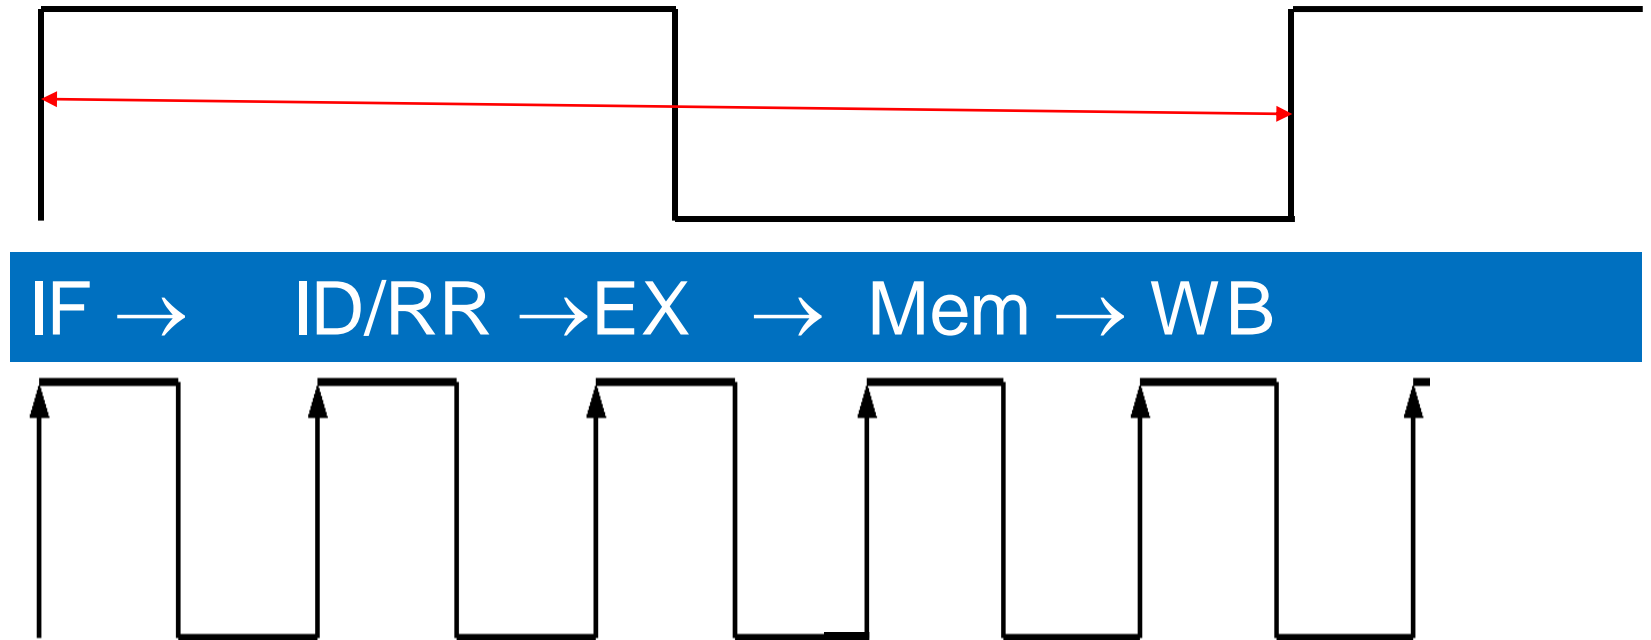 IF → ID/RR →EX → Mem → WB